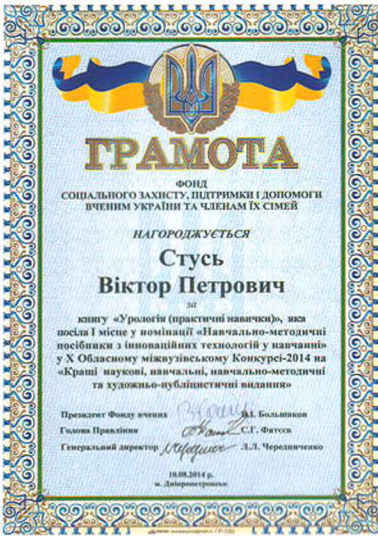 ГРАМОТА
ФОНД
СОЦІАЛЬНОГО ЗАХИСТУ, ПІДТРИМКИ І ДОПОМОГИ
ВЧЕНИМ УКРАЇНИ ТА ЧЛЕНАМ ЇХ СІМЕЙ
НАГОРОДЖУЄТЬСЯ
Стусь
Віктор Петрович
за
книгу «Урологія (практичні навички)», яка
посіла І місце у номінації «Навчально-методичні
посібники з інноваційних технологій у навчанні»
у X Обласному міжвузівському Конкурсі-2014 на
«Кращі наукові, навчальні, навчально-методичні
та художньо-публіцистичні видання»
Президент Фонду вчених В.І. Большаков
Голова Правління С.Г. Фатєєв
Генеральний директор Л.Л. Чередниченко
10.08.2014 р.
м. Дніпропетровськ